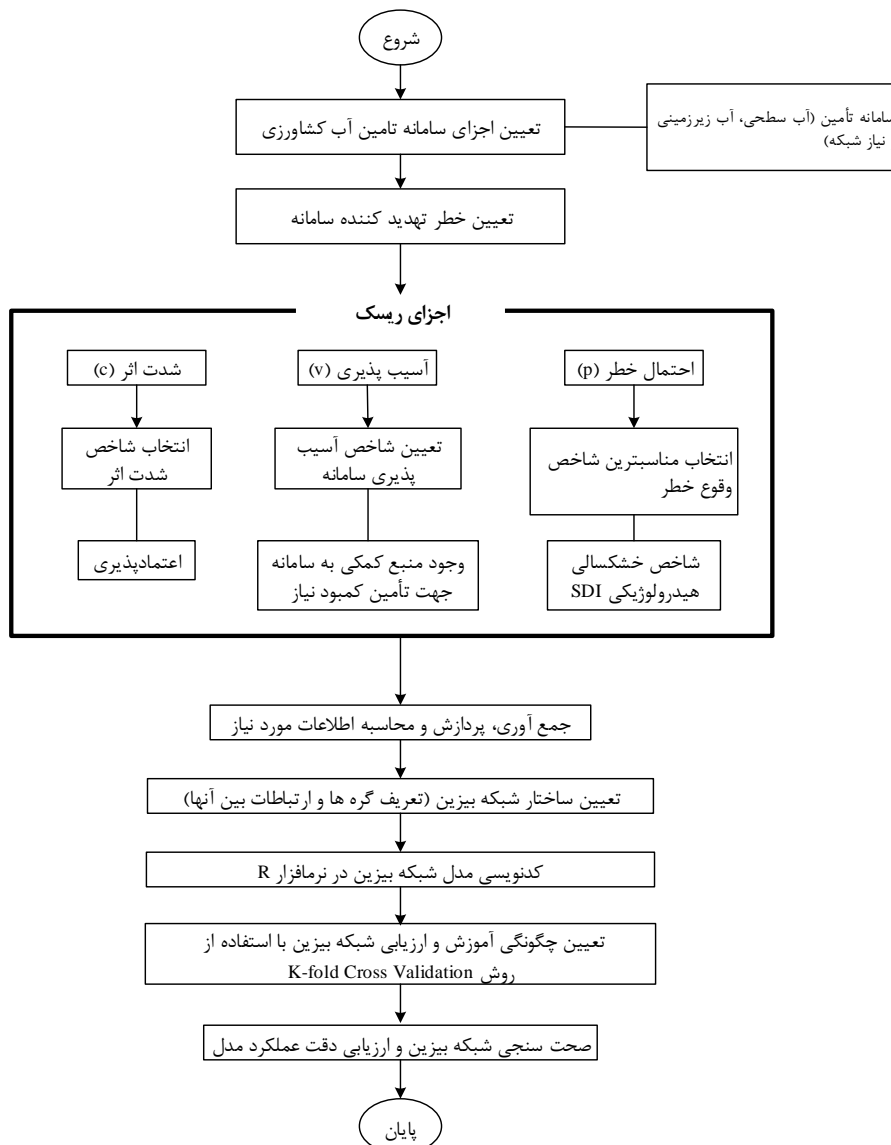 شروع
تعیین اجزای سامانه تامین آب کشاورزی
سامانه تأمین (آب سطحی، آب زیرزمینی
نیاز شبکه)
تعیین خطر تهدید کننده سامانه
اجزای ریسک
احتمال خطر (p)
آسیب پذیری (v)
شدت اثر (c)
انتخاب مناسبترین شاخص
وقوع خطر
تعیین شاخص آسیب
پذیری سامانه
انتخاب شاخص
شدت اثر
شاخص خشکسالی
هیدرولوژیکی SDI
وجود منبع کمکی به سامانه
جهت تأمین کمبود نیاز
اعتمادپذیری
جمع آوری، پردازش و محاسبه اطلاعات مورد نیاز
تعیین ساختار شبکه بیزین (تعریف گره ها و ارتباطات بین آنها)
کدنویسی مدل شبکه بیزین در نرمافزار R
تعیین چگونگی آموزش و ارزیابی شبکه بیزین با استفاده از
روش K-fold Cross Validation
صحت سنجی شبکه بیزین و ارزیابی دقت عملکرد مدل
پایان